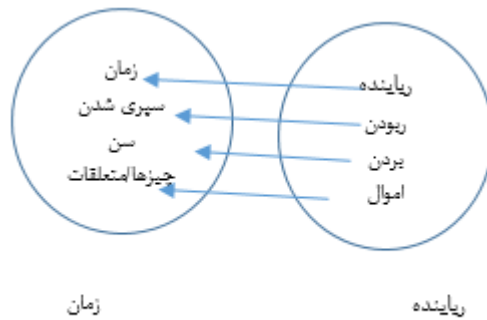 رباینده
ربودن
بردن
اموال
زمان
سپری شدن
سن
چیزها/متعلقات
رباینده
زمان